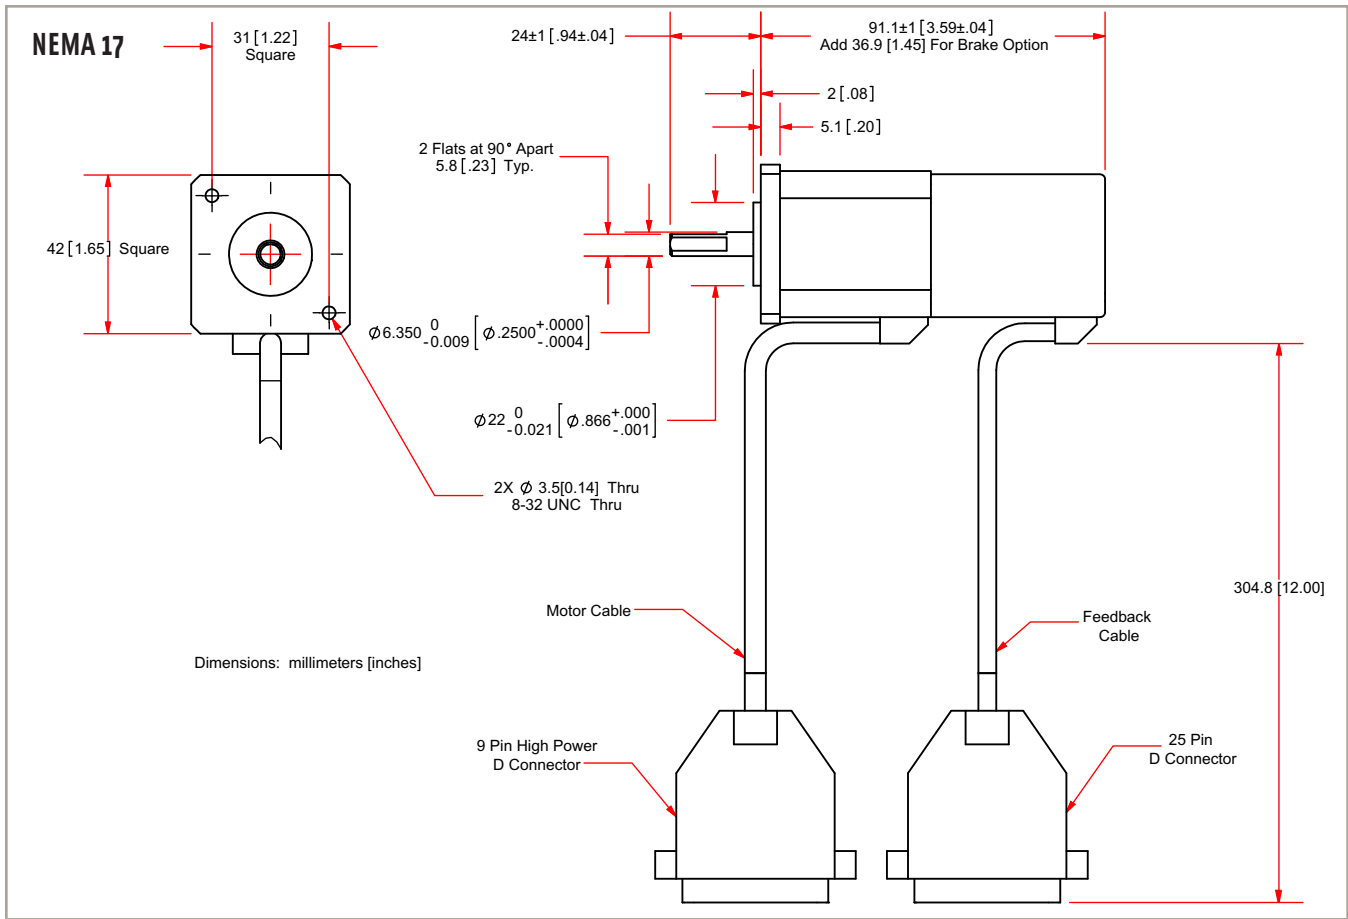 NEMA 17
31 [1.22]
Square
24±1 [.94±.04]
91.1±1 [3.59±.04]
Add 36.9 [1.45] For Brake Option
2 [.08]
5.1 [.20]
2 Flats at 90° Apart
5.8 [.23] Typ.
42 [1.65] Square
Ø6.350 0 -0.009 [Ø.2500 +.0000 -.0004]
Ø22 0 -0.021 [Ø.866 +.000 -.001]
2X Ø 3.5[0.14] Thru
8-32 UNC Thru
304.8 [12.00]
Motor Cable
Feedback
Cable
Dimensions: millimeters [inches]
9 Pin High Power
D Connector
25 Pin
D Connector